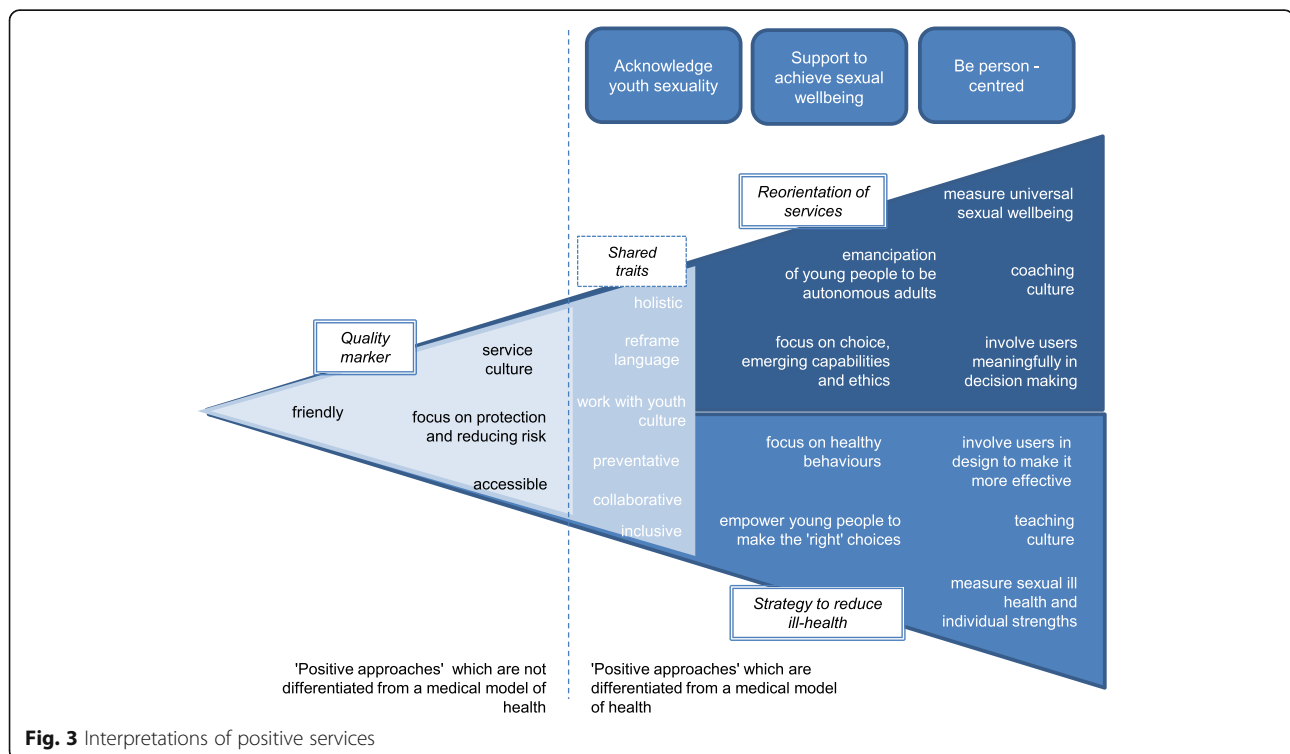 Acknowledge
youth sexuality
Support to
achieve sexual
wellbeing
Be person -
centred
Reorientation of
services
measure universal
sexual wellbeing
Shared
traits
emancipation
of young people to be
autonomous adults
coaching
culture
holistic
Quality
marker
service
culture
reframe
language
focus on choice,
emerging capabilities
and ethics
involve users
meaningfully in
decision making
friendly
focus on protection
and reducing risk
work with youth
culture
accessible
preventative
focus on healthy
behaviours
involve users in
design to make it
more effective
collaborative
inclusive
empower young people to
make the 'right' choices
teaching
culture
Strategy to reduce
ill-health
measure sexual ill
health and
individual strengths
'Positive approaches' which are not
differentiated from a medical model of
health
'Positive approaches' which are
differentiated from a medical model
of health
Fig. 3 Interpretations of positive services